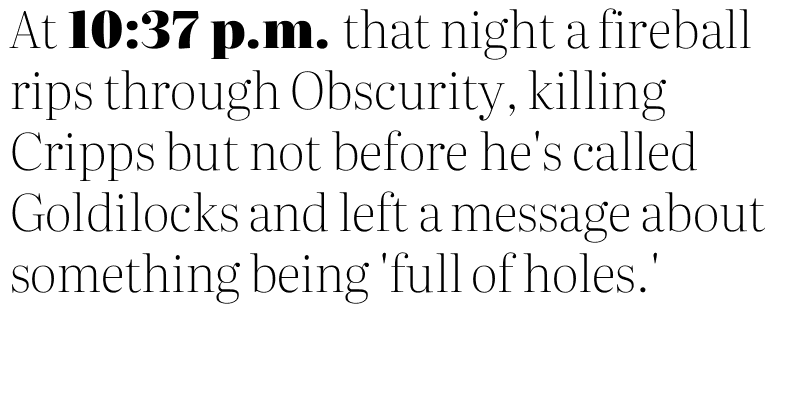 At 10:37 p.m. that night a fireball
rips through Obscurity, killing
Cripps but not before he's called
Goldilocks and left a message about
something being 'full of holes.'